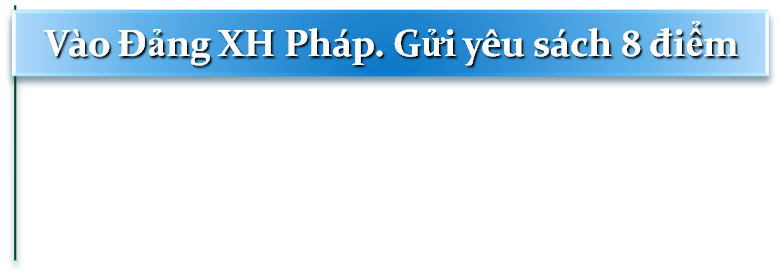 Vào Đảng XH Pháp. Gửi yêu sách 8 điểm